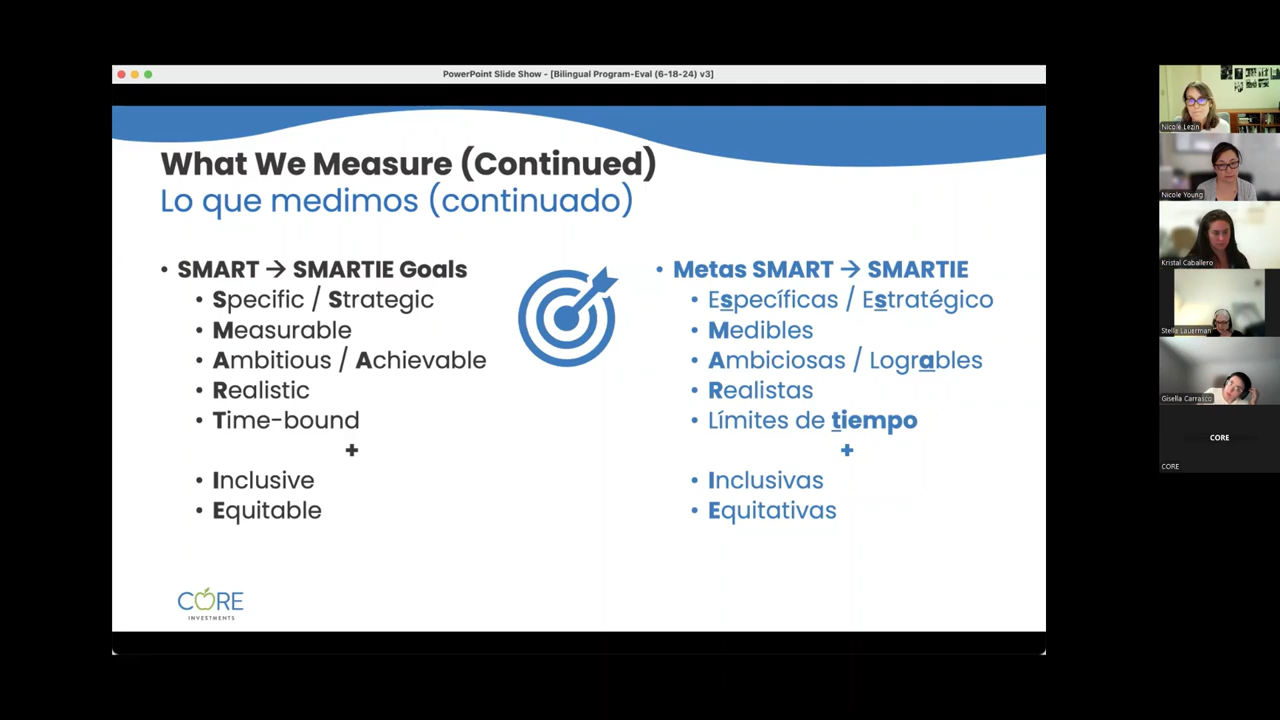 PowerPoint Slide Show - [Bilingual Program-Eval (6-18-24) v3]
What We Measure (Continued)
Lo que medimos (continuado)
• SMART → SMARTIE Goals
• Specific / Strategic
• Measurable
• Ambitious / Achievable
• Realistic
• Time-bound
+
• Inclusive
• Equitable
• Metas SMART → SMARTIE
• Específicas / Estratégico
• Medibles
• Ambiciosas / Logrables
• Realistas
• Límites de tiempo
+
• Inclusivas
• Equitativas
CORE
INVESTMENTS
Nicole Lezin
Nicole Young
Kristal Caballero
Stella Lauerman
Gisella Carrasco
CORE
CORE